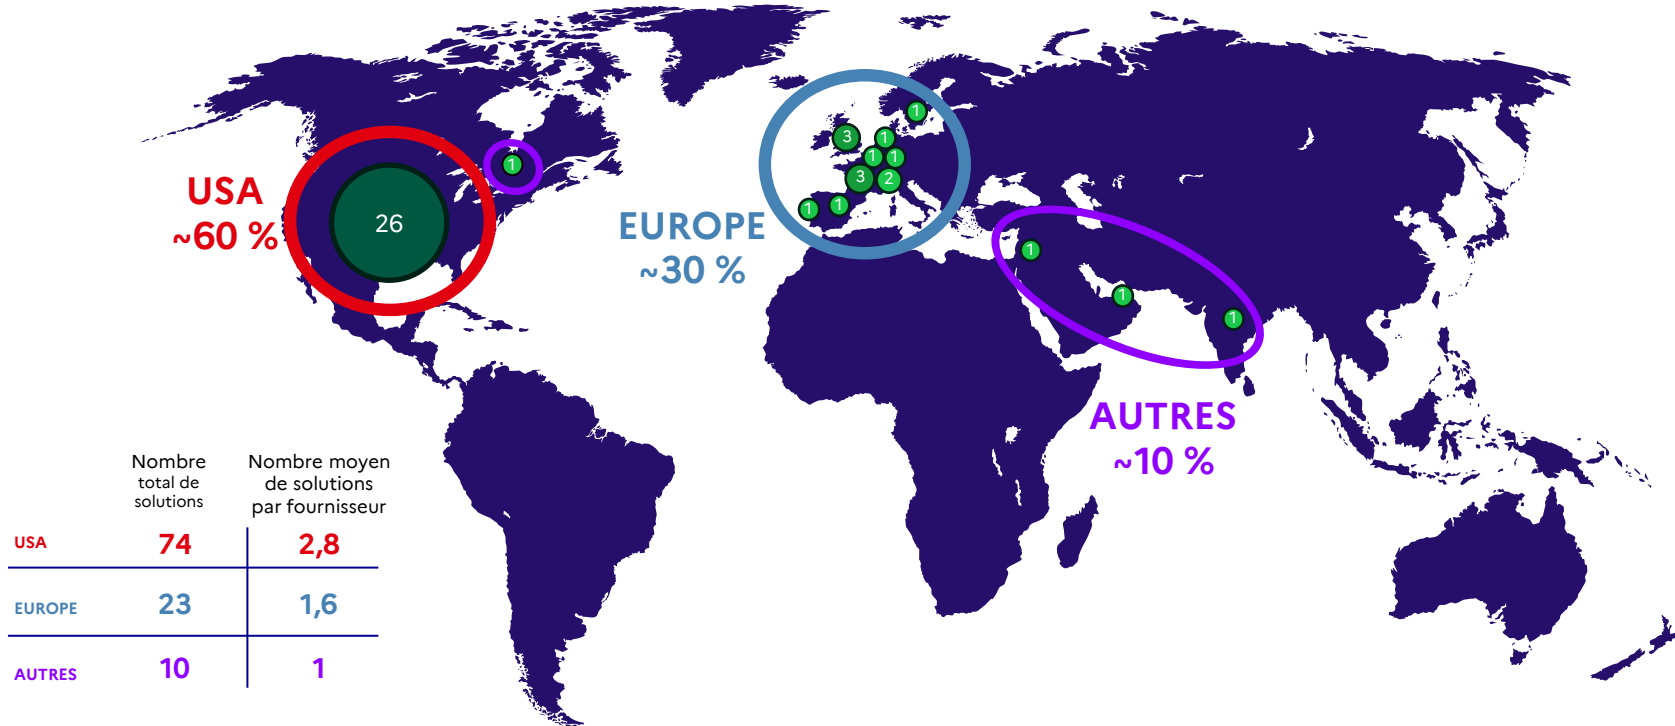 1
3
1
1
1
1
3
2
1
1
USA
~60 %
26
EUROPE
~30 %
1
1
1
AUTRES
~10 %
Nombre
total de
solutions
Nombre moyen
de solutions
par fournisseur
USA
74
2,8
EUROPE
23
1,6
AUTRES
10
1